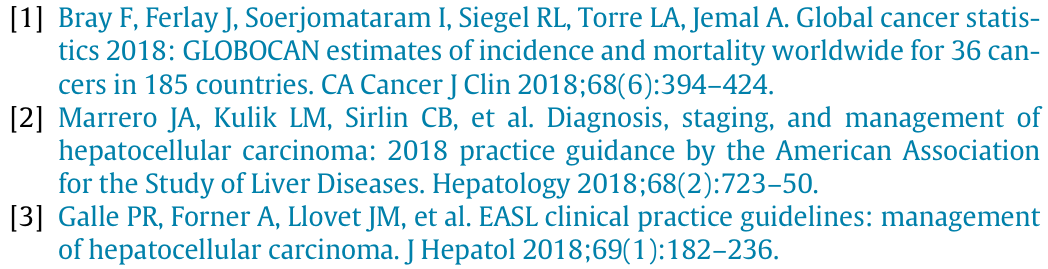 [1] Bray F, Ferlay J, Soerjomataram I, Siegel RL, Torre LA, Jemal A. Global cancer statis-
tics 2018: GLOBOCAN estimates of incidence and mortality worldwide for 36 can-
cers in 185 countries. CA Cancer J Clin 2018;68(6):394–424.
[2] Marrero JA, Kulik LM, Sirlin CB, et al. Diagnosis, staging, and management of
hepatocellular carcinoma: 2018 practice guidance by the American Association
for the Study of Liver Diseases. Hepatology 2018;68(2):723–50.
[3] Galle PR, Forner A, Llovet JM, et al. EASL clinical practice guidelines: management
of hepatocellular carcinoma. J Hepatol 2018;69(1):182–236.